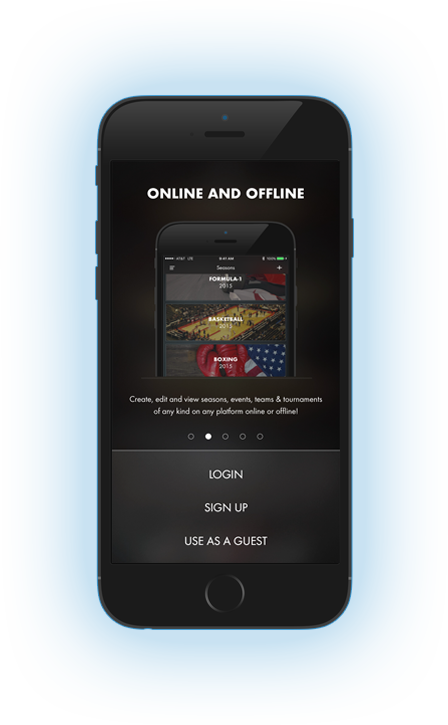 ONLINE AND OFFLINE
AT&T LTE 9:41 AM 100%
Seasons +
FORMULA-1
2015
BASKETBALL
2015
BOXING
2015
Create, edit and view seasons, events, teams & tournaments
of any kind on any platform online or offline!
LOGIN
SIGN UP
USE AS A GUEST